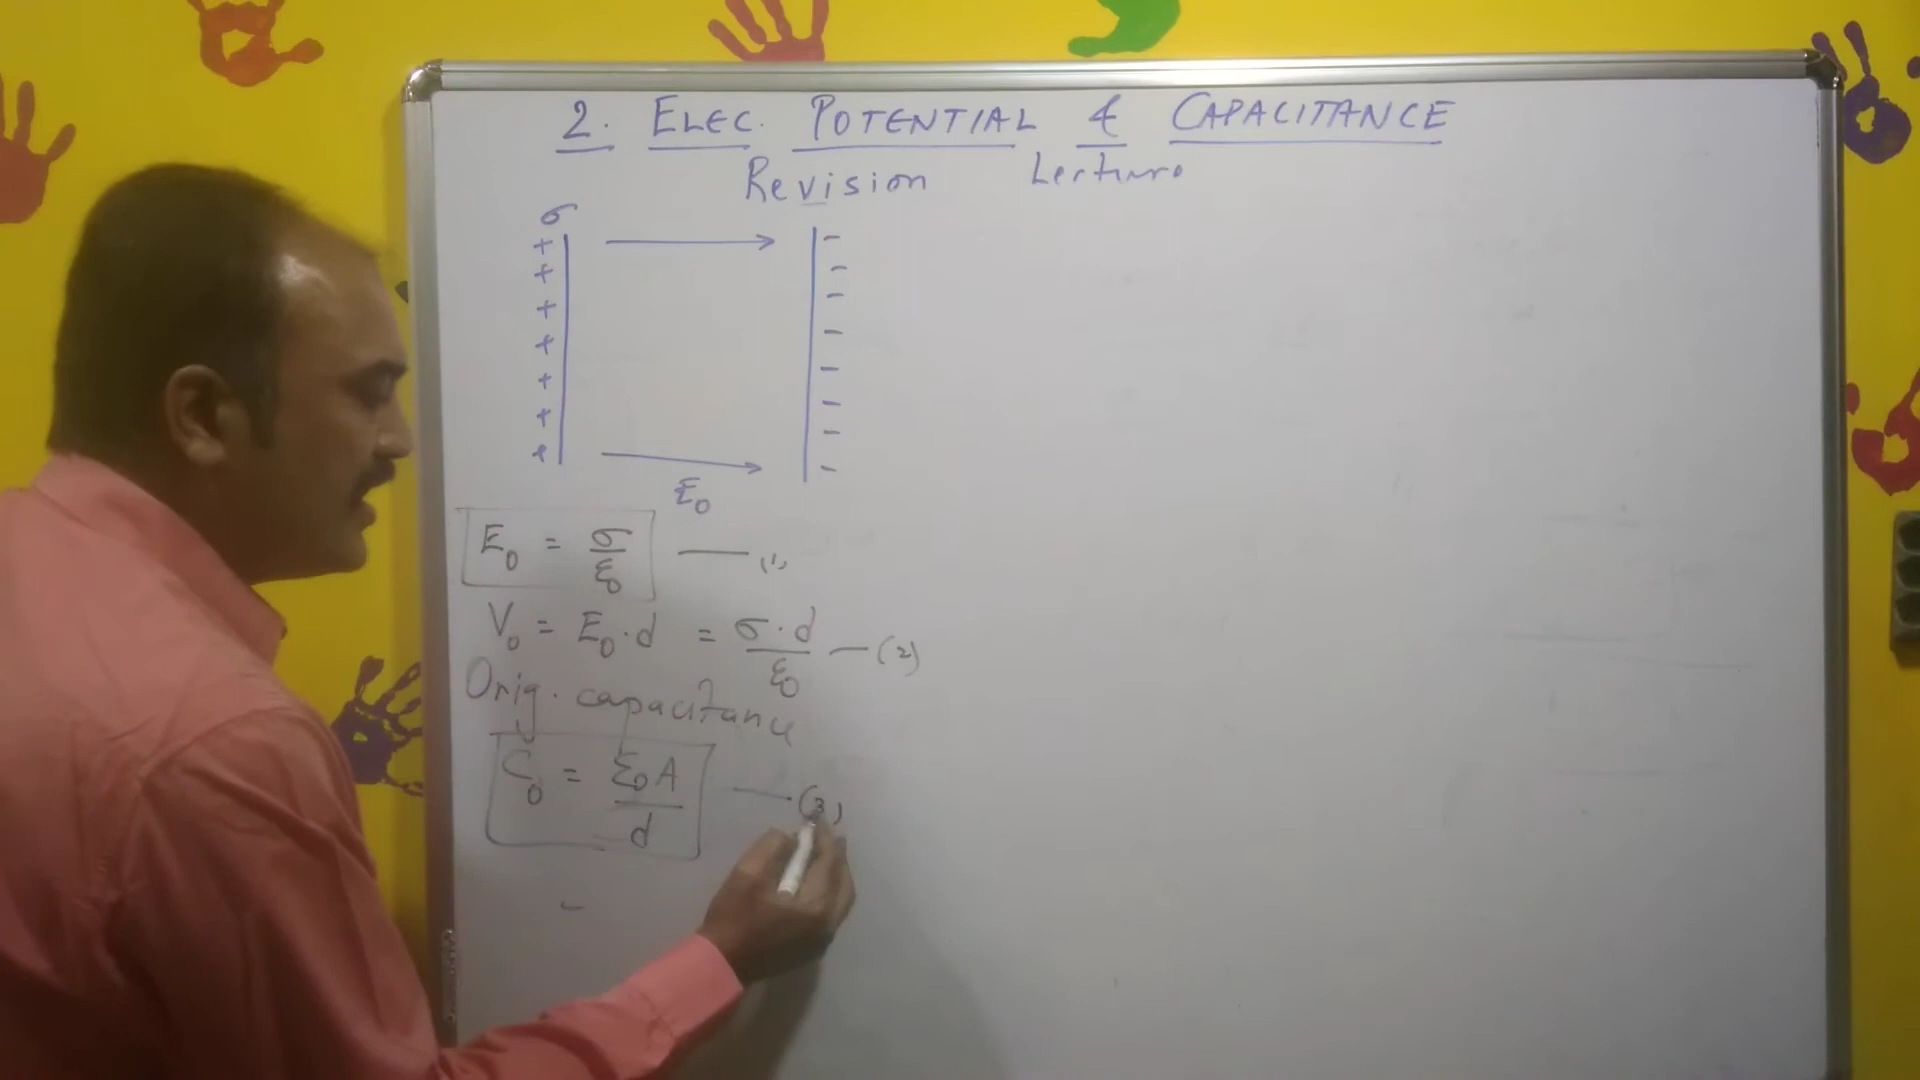 2. ELEC. POTENTIAL & CAPACITANCE
Revision Lecture
σ
+ -
+ -
+ -
+ -
+ -
+ -
+ -
-
E₀
E₀ = σ/ε₀ —— (1)
V₀ = E₀·d = σ·d/ε₀ — (2)
Orig. capacitance
C₀ = ε₀A/d —— (3)